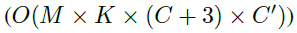 (O(M × K × (C + 3) × C′))